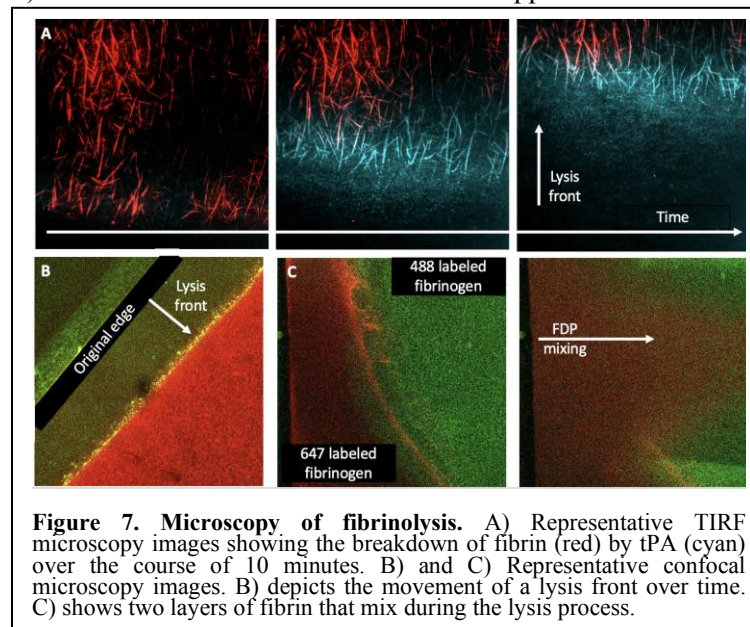 A
Lysis
front
Time
B
Lysis
front
Original edge
C
488 labeled
fibrinogen
647 labeled
fibrinogen
FDP
mixing
Figure 7. Microscopy of fibrinolysis. A) Representative TIRF
microscopy images showing the breakdown of fibrin (red) by tPA (cyan)
over the course of 10 minutes. B) and C) Representative confocal
microscopy images. B) depicts the movement of a lysis front over time.
C) shows two layers of fibrin that mix during the lysis process.